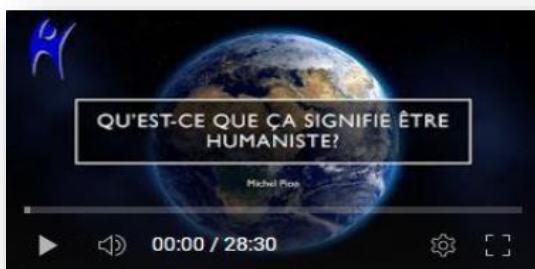 QU'EST-CE QUE ÇA SIGNIFIE ÊTRE
HUMANISTE?
Michel Pion
00:00 / 28:30